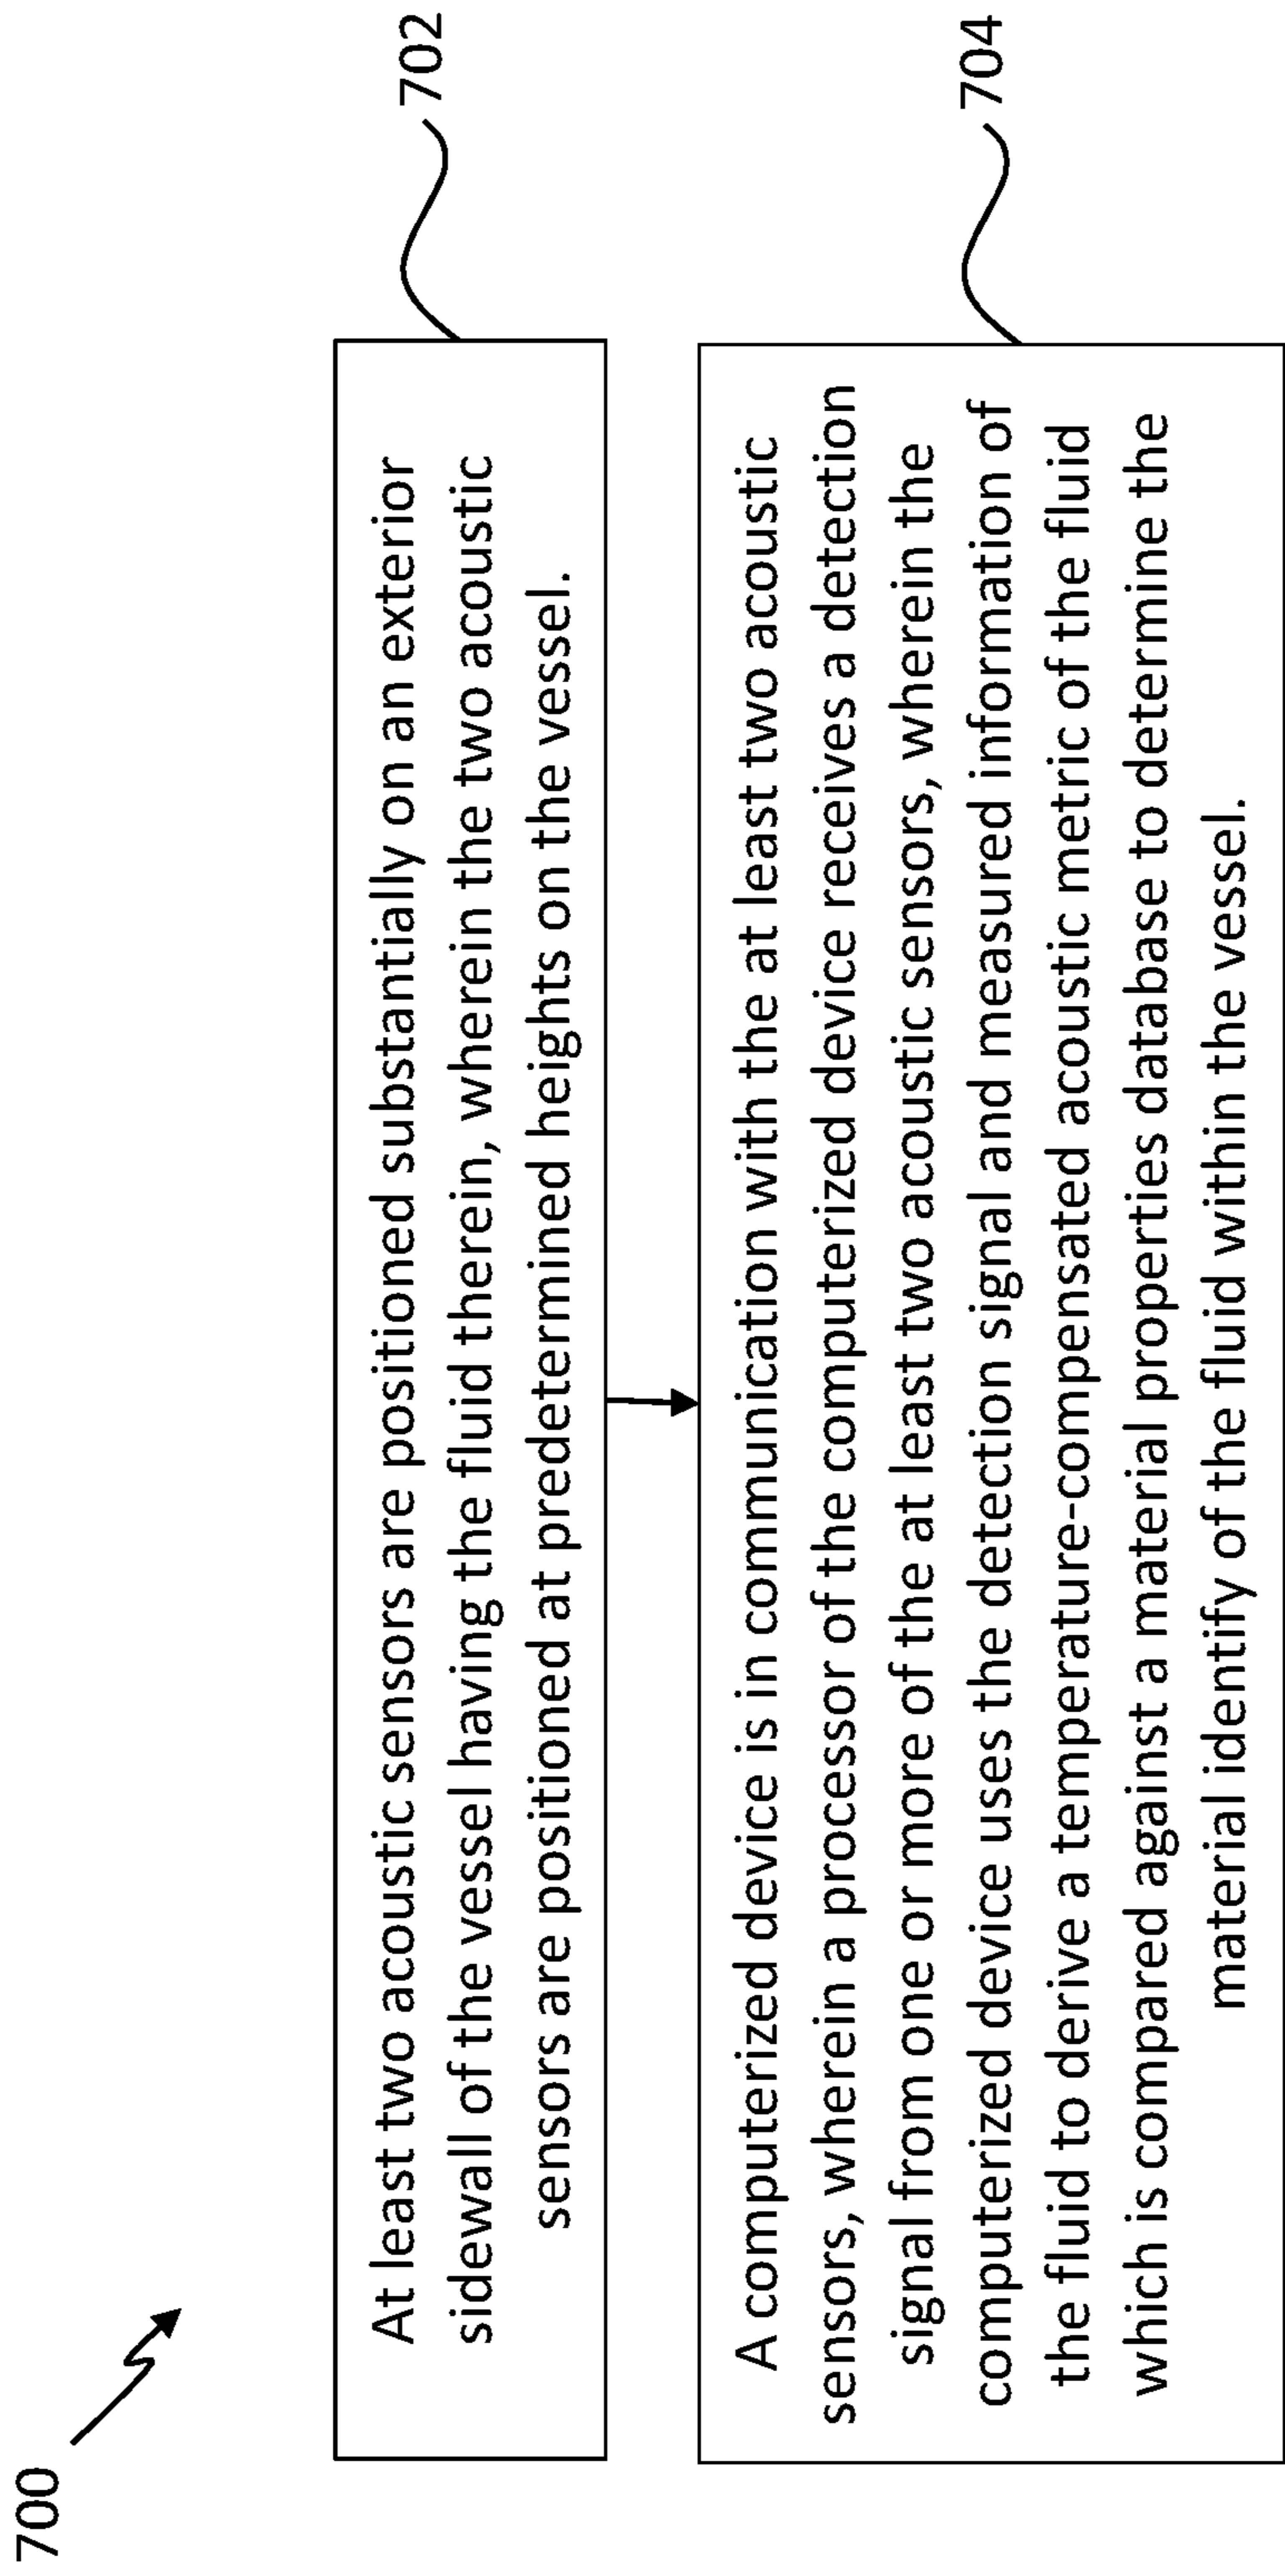 700
At least two acoustic sensors are positioned substantially on an exterior
sidewall of the vessel having the fluid therein, wherein the two acoustic
sensors are positioned at predetermined heights on the vessel.
702
A computerized device is in communication with the at least two acoustic
sensors, wherein a processor of the computerized device receives a detection
signal from one or more of the at least two acoustic sensors, wherein the
computerized device uses the detection signal and measured information of
the fluid to derive a temperature-compensated acoustic metric of the fluid
which is compared against a material properties database to determine the
material identify of the fluid within the vessel.
704